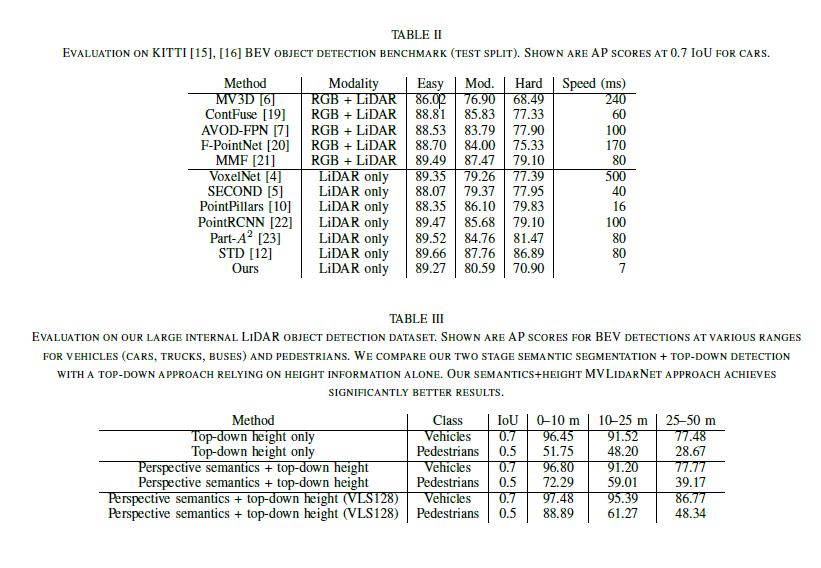 TABLE II
EVALUATION ON KITTI [15], [16] BEV OBJECT DETECTION BENCHMARK (TEST SPLIT). SHOWN ARE AP SCORES AT 0.7 IOU FOR CARS.
Method Modality Easy Mod. Hard Speed (ms)
MV3D [6] RGB + LiDAR 86.02 76.90 68.49 240
ContFuse [19] RGB + LiDAR 88.81 85.83 77.33 60
AVOD-FPN [7] RGB + LiDAR 88.53 83.79 77.90 100
F-PointNet [20] RGB + LiDAR 88.70 84.00 75.33 170
MMF [21] RGB + LiDAR 89.49 87.47 79.10 80
VoxelNet [4] LiDAR only 89.35 79.26 77.39 500
SECOND [5] LiDAR only 88.07 79.37 77.95 40
PointPillars [10] LiDAR only 88.35 86.10 79.83 16
PointRCNN [22] LiDAR only 89.47 85.68 79.10 100
Part-A² [23] LiDAR only 89.52 84.76 81.47 80
STD [12] LiDAR only 89.66 87.76 86.89 80
Ours LiDAR only 89.27 80.59 70.90 7
TABLE III
EVALUATION ON OUR LARGE INTERNAL LIDAR OBJECT DETECTION DATASET. SHOWN ARE AP SCORES FOR BEV DETECTIONS AT VARIOUS RANGES
FOR VEHICLES (CARS, TRUCKS, BUSES) AND PEDESTRIANS. WE COMPARE OUR TWO STAGE SEMANTIC SEGMENTATION + TOP-DOWN DETECTION
WITH A TOP-DOWN APPROACH RELYING ON HEIGHT INFORMATION ALONE. OUR SEMANTICS+HEIGHT MVLIDARNET APPROACH ACHIEVES
SIGNIFICANTLY BETTER RESULTS.
Method Class IoU 0–10 m 10–25 m 25–50 m
Top-down height only Vehicles 0.7 96.45 91.52 77.48
Top-down height only Pedestrians 0.5 51.75 48.20 28.67
Perspective semantics + top-down height Vehicles 0.7 96.80 91.20 77.77
Perspective semantics + top-down height Pedestrians 0.5 72.29 59.01 39.17
Perspective semantics + top-down height (VLS128) Vehicles 0.7 97.48 95.39 86.77
Perspective semantics + top-down height (VLS128) Pedestrians 0.5 88.89 61.27 48.34